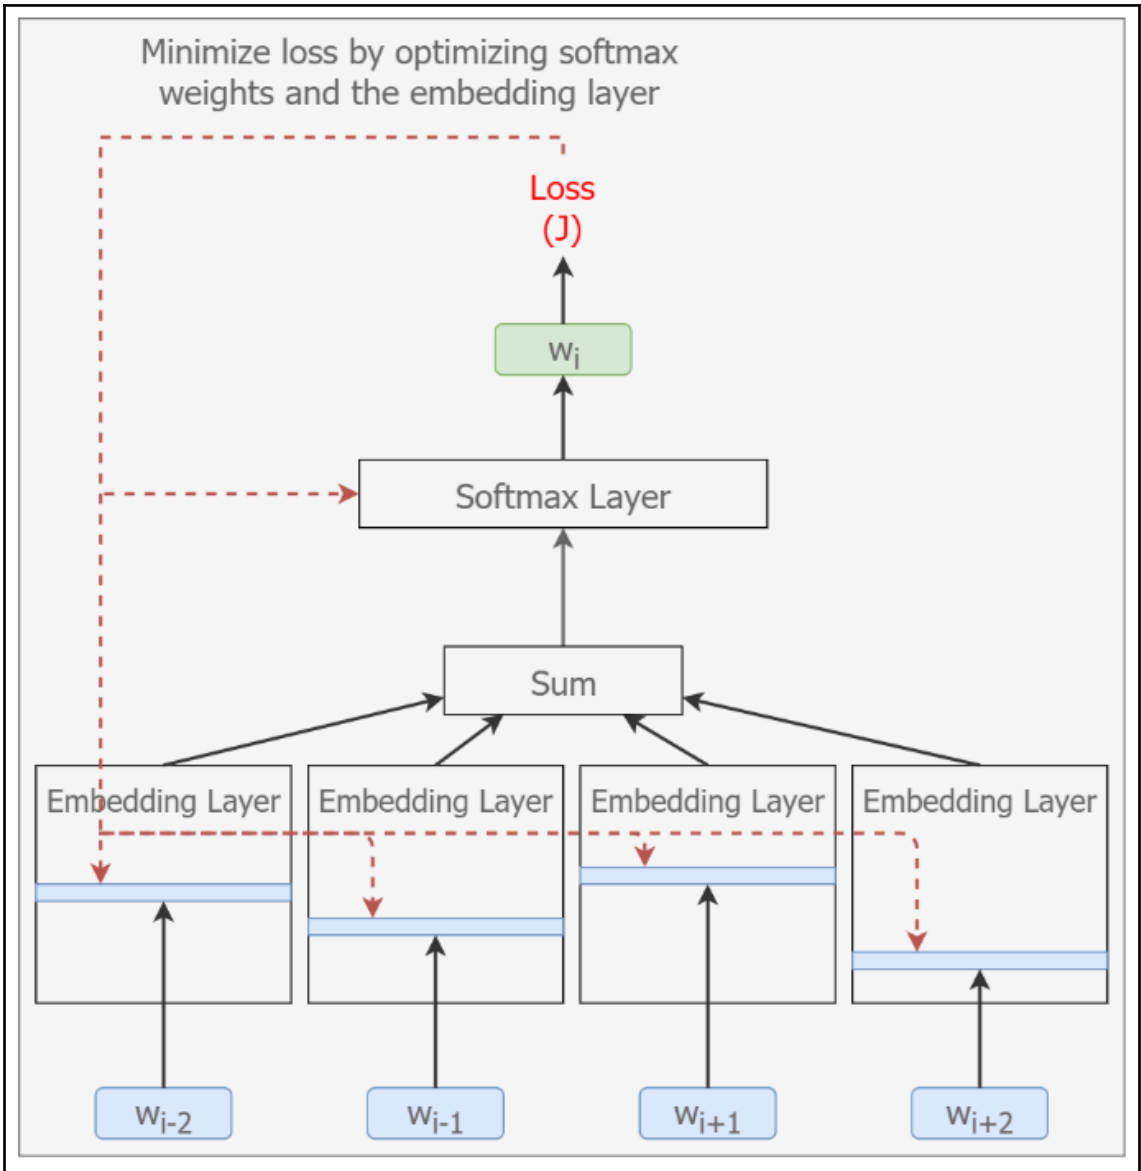 Minimize loss by optimizing softmax
weights and the embedding layer
Loss
(J)
wᵢ
Softmax Layer
Sum
Embedding Layer
Embedding Layer
Embedding Layer
Embedding Layer
wᵢ₋₂
wᵢ₋₁
wᵢ₊₁
wᵢ₊₂